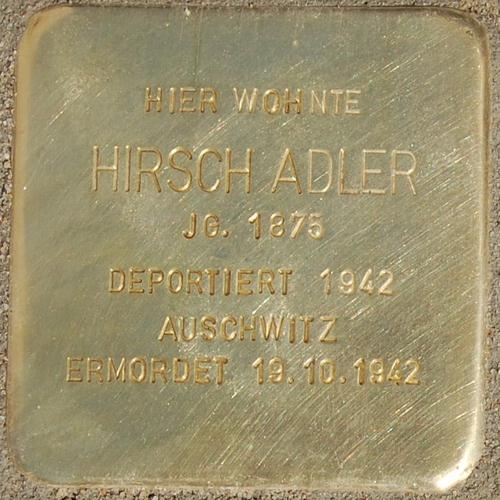 HIER WOHNTE
HIRSCH ADLER
JG. 1875
DEPORTIERT 1942
AUSCHWITZ
ERMORDET 19.10.1942